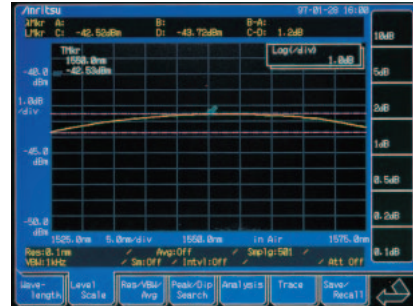 Anritsu 97-01-28 16:00
λMkr A: B: B-A:
LMkr C: -42.52dBm D: -43.72dBm C-D: 1.2dB
TMkr
1550.0nm
-42.53dBm
Log(/div)
1.0dB
-40.0
dBm
1.0dB
/div
-45.0
dBm
-50.0
dBm
1525.0nm 5.0nm/div 1550.0nm in Air 1575.0nm
Res:0.1nm / Avg:Off / Smplg:501 /
VBW:1kHz / Sm:Off / Intvl:Off / / Att Off
10dB
5dB
2dB
1dB
0.5dB
0.2dB
0.1dB
Wave-
length
Level
Scale
Res/VBW/
Avg
Peak/Dip
Search
Analysis
Trace
Save/
Recall